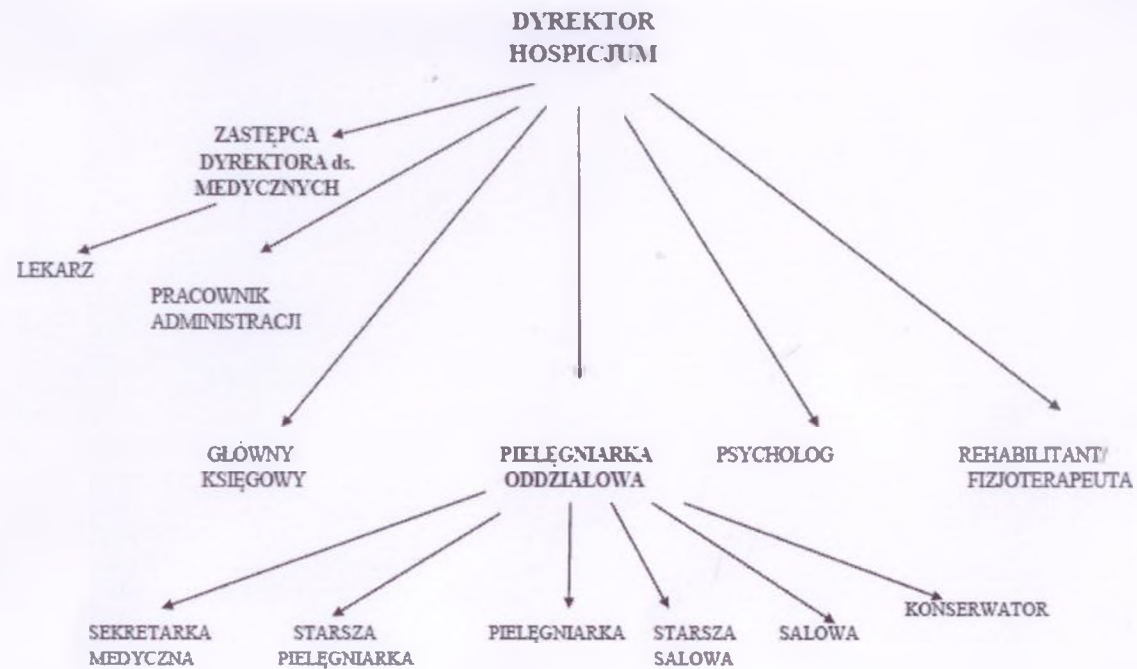 DYREKTOR
HOSPICJUM
ZASTĘPCA
DYREKTORA ds.
MEDYCZNYCH
LEKARZ
PRACOWNIK
ADMINISTRACJI
GŁÓWNY
KSIĘGOWY
PIELĘGNIARKA
ODDZIAŁOWA
PSYCHOLOG
REHABILITANT/
FIZJOTERAPEUTA
SEKRETARKA
MEDYCZNA
STARSZA
PIELĘGNIARKA
PIELĘGNIARKA
STARSZA
SALOWA
SALOWA
KONSERWATOR